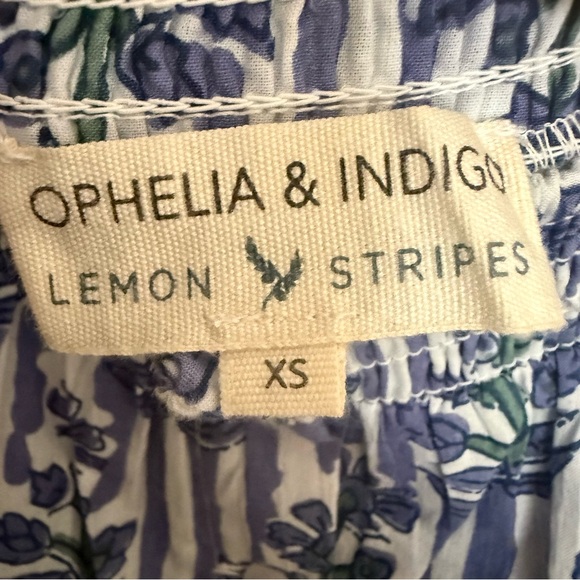 OPHELIA & INDIGO
LEMON STRIPES
XS